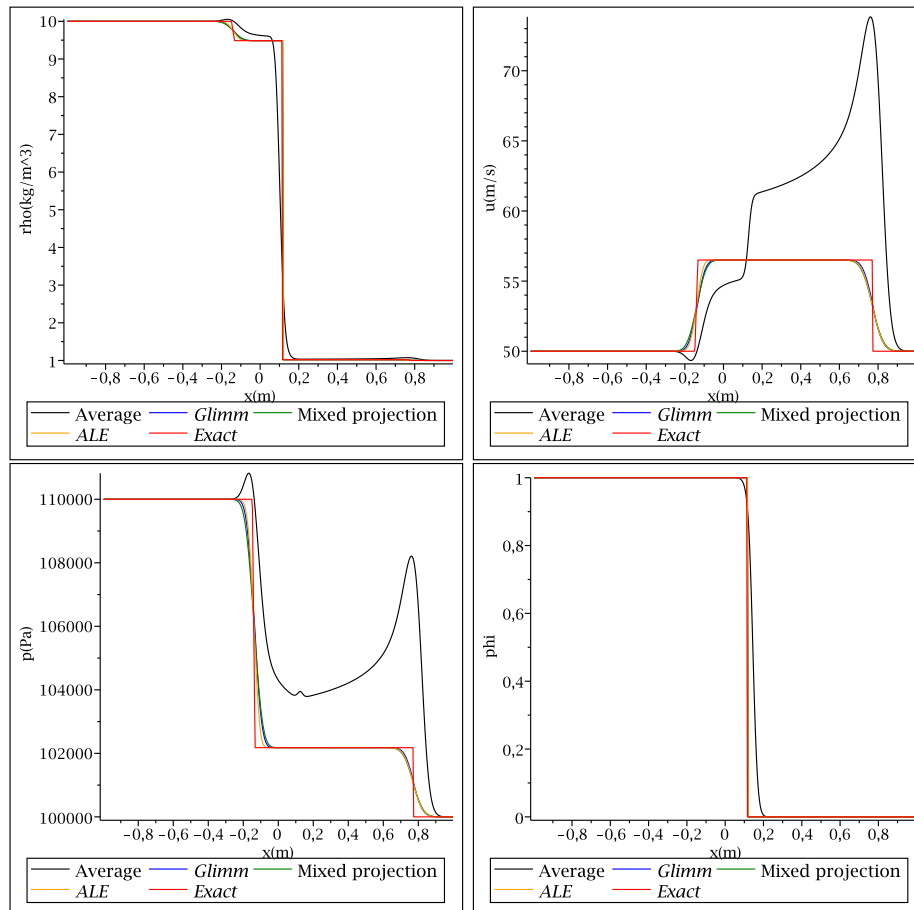 10
9
8
7
6
5
4
3
2
1
rho(kg/m^3)
−0,8 −0,6 −0,4 −0,2 0 0,2 0,4 0,6 0,8
x(m)
Average Glimm Mixed projection
ALE Exact
70
65
60
55
50
u(m/s)
−0,8 −0,6 −0,4 −0,2 0 0,2 0,4 0,6 0,8
x(m)
Average Glimm Mixed projection
ALE Exact
110000
108000
106000
104000
102000
100000
p(Pa)
−0,8 −0,6 −0,4 −0,2 0 0,2 0,4 0,6 0,8
x(m)
Average Glimm Mixed projection
ALE Exact
1
0,8
0,6
0,4
0,2
0
phi
−0,8 −0,6 −0,4 −0,2 0 0,2 0,4 0,6 0,8
x(m)
Average Glimm Mixed projection
ALE Exact